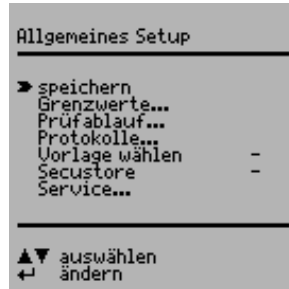 Allgemeines Setup
speichern
Grenzwerte...
Prüfablauf...
Protokolle...
Vorlage wählen -
Secustore -
Service...
auswählen
ändern